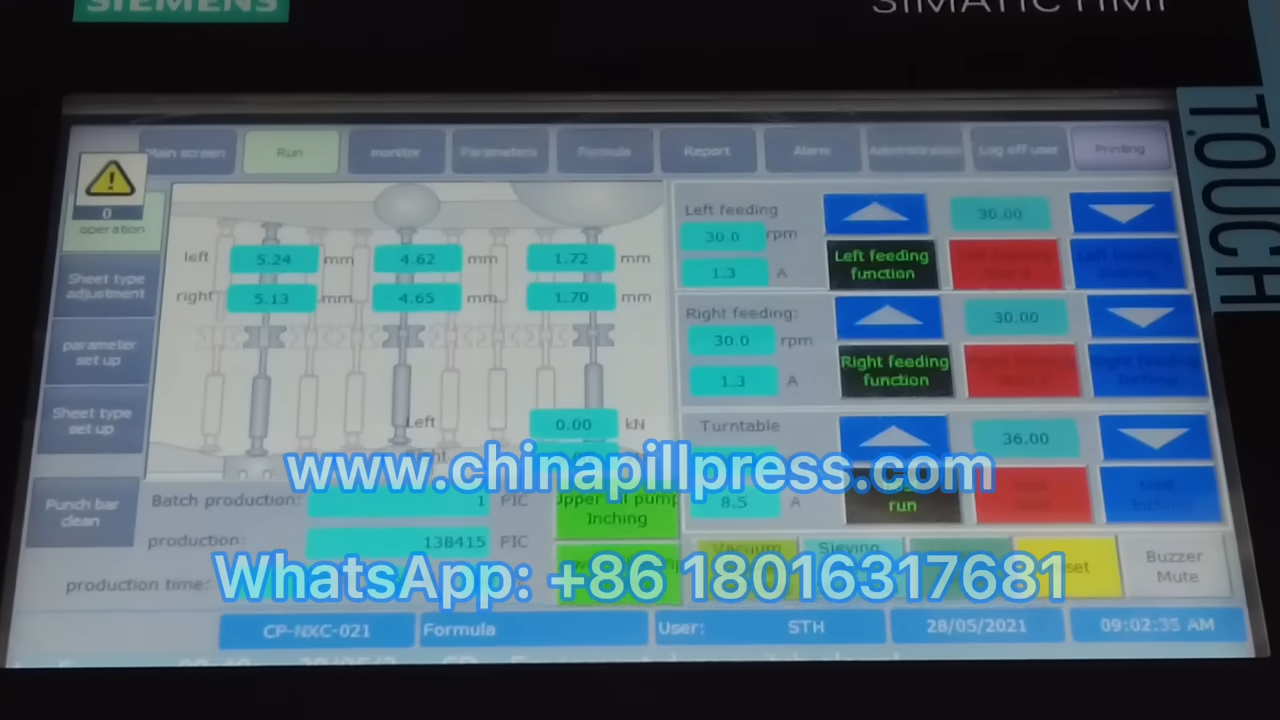 SIEMENS
SIMATIC HMI
TOUCH
Main screen
Run
monitor
Parameters
Formula
Report
Alarm
Administration
Log off user
Printing
0
operation
Sheet type
adjustment
parameter
set up
Sheet type
set up
Punch bar
clean
left 5.24 mm 4.62 mm 1.72 mm
right 5.13 mm 4.65 mm 1.70 mm
Left 0.00 kN
Left feeding
30.0 rpm
1.3 A
30.00
Left feeding
function
Right feeding:
30.0 rpm
1.3 A
30.00
Right feeding
function
Right feeding
Inching
Turntable
8.5 A
36.00
run
Batch production: 1 PIC
production: 138415 PIC
production time:
Upper oil pump
Inching
Vacuum
Sieving
Buzzer
Mute
www.chinapillpress.com
WhatsApp: +86 18016317681
CP-NXC-021
Formula
User: STH
28/05/2021
09:02:35 AM